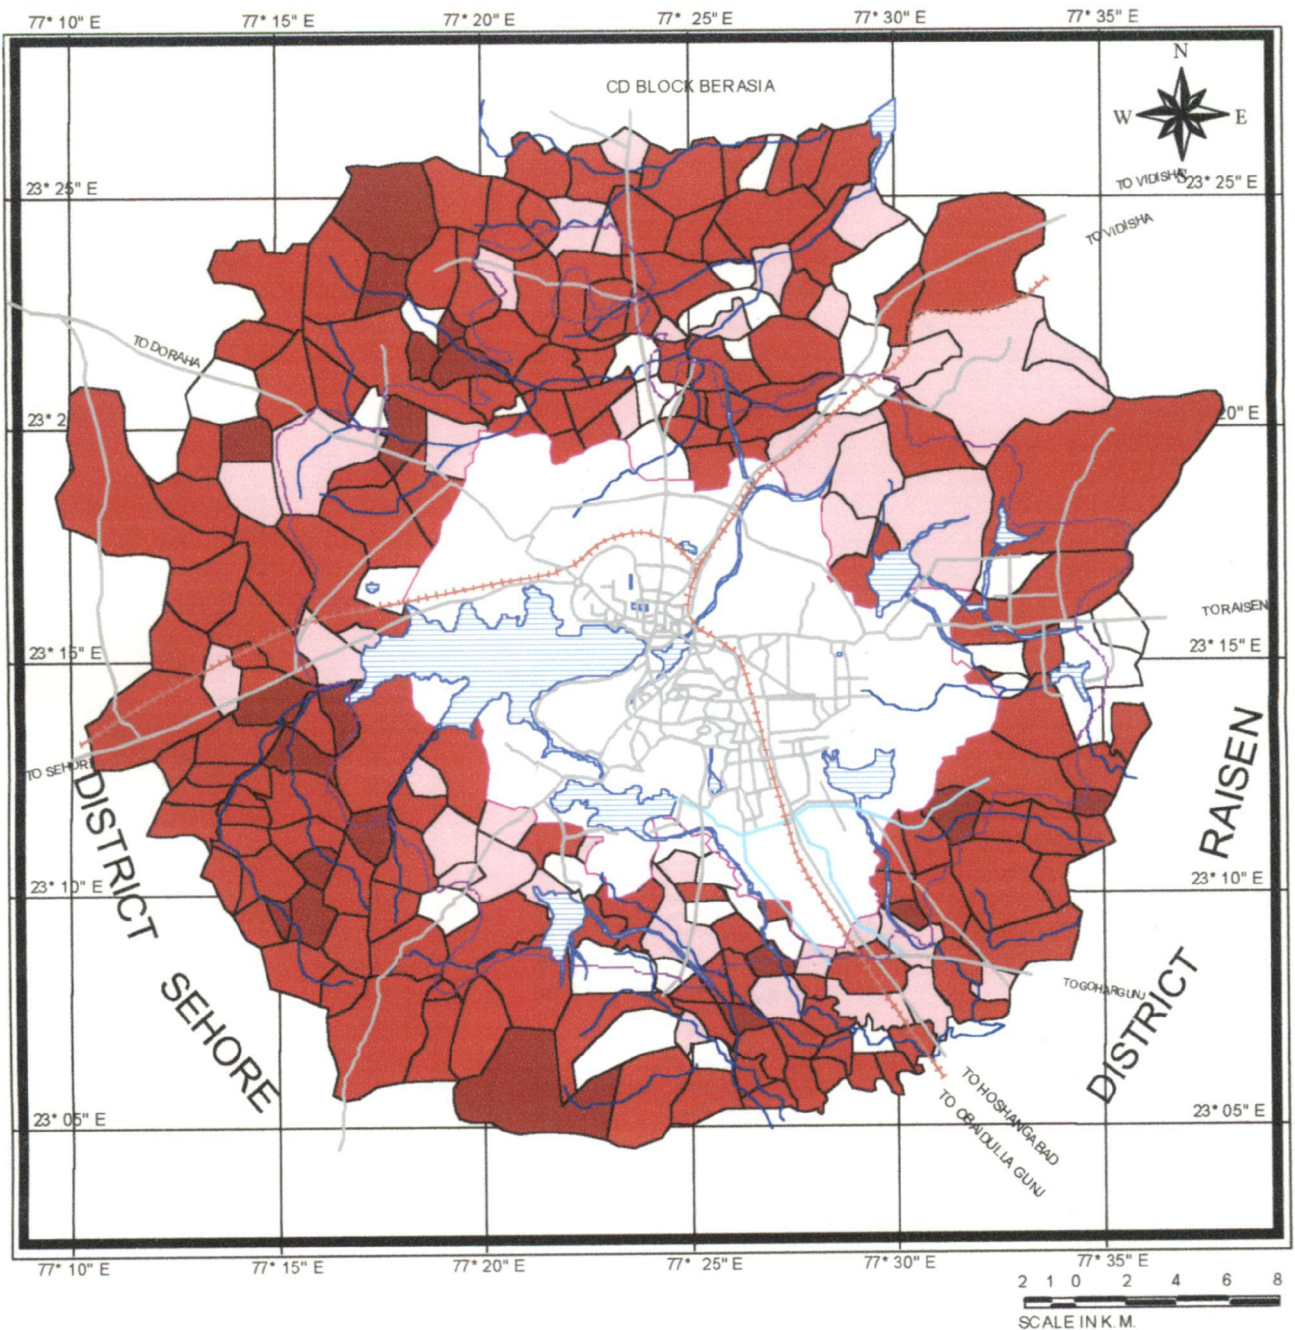 77* 10" E
77* 15" E
77* 20" E
77* 25" E
77* 30" E
77* 35" E
N
CD BLOCK BERASIA
W
E
S
TO VIDISHA
23* 25" E
23* 25" E
TO VIDISHA
TO DORAHA
23* 2
20" E
TO RAISEN
23* 15" E
23* 15" E
TO SEHORE
DISTRICT
SEHORE
RAISEN
DISTRICT
23* 10" E
23* 10" E
TO GOHARGUNJ
TO HOSHANGABAD
TO OBAIDULLA GUNJ
23* 05" E
23* 05" E
77* 10" E
77* 15" E
77* 20" E
77* 25" E
77* 30" E
77* 35" E
2 1 0 2 4 6 8
SCALE IN K.M.